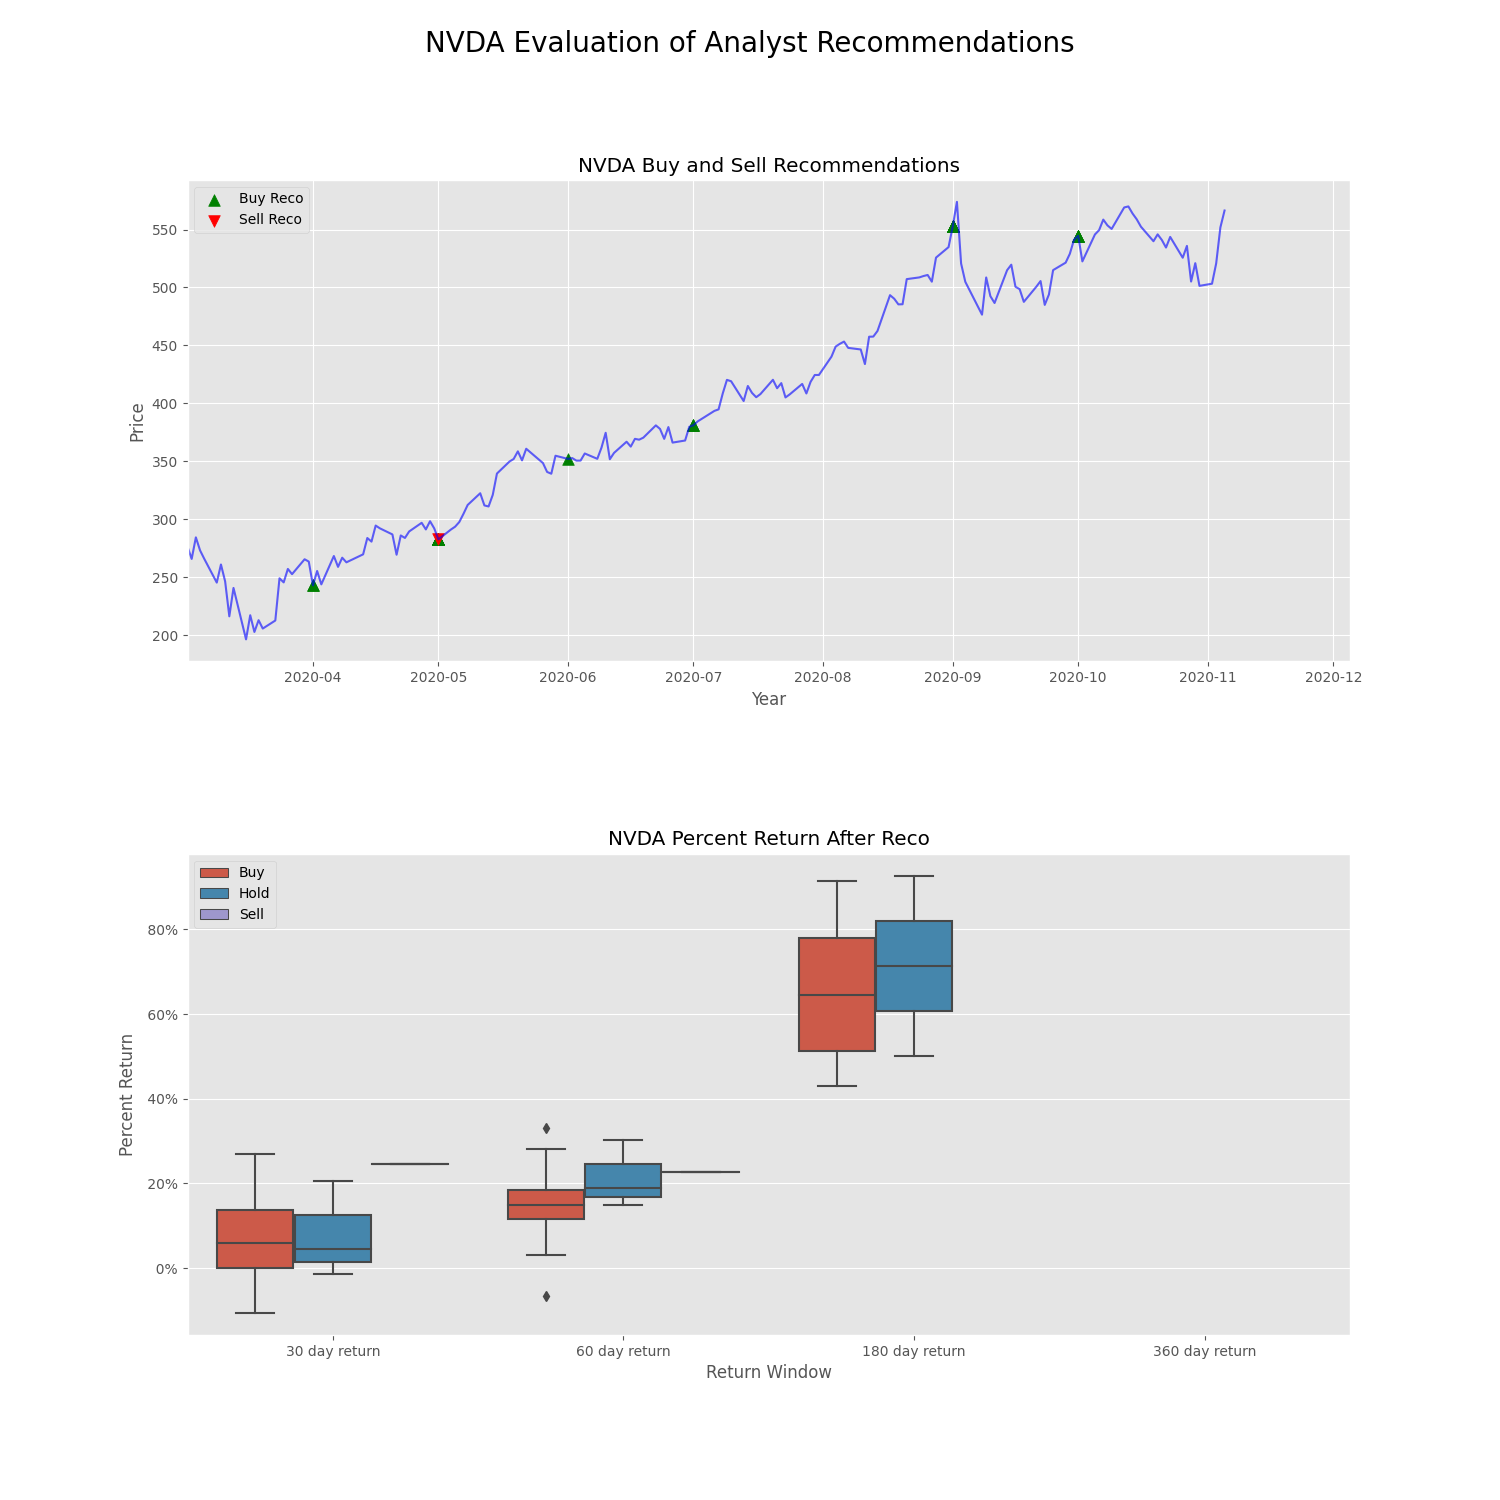 NVDA Evaluation of Analyst Recommendations
NVDA Buy and Sell Recommendations
Buy Reco
Sell Reco
550
500
450
400
350
300
250
200
Price
2020-04 2020-05 2020-06 2020-07 2020-08 2020-09 2020-10 2020-11 2020-12
Year
NVDA Percent Return After Reco
Buy
Hold
Sell
80%
60%
40%
20%
0%
Percent Return
30 day return 60 day return 180 day return 360 day return
Return Window